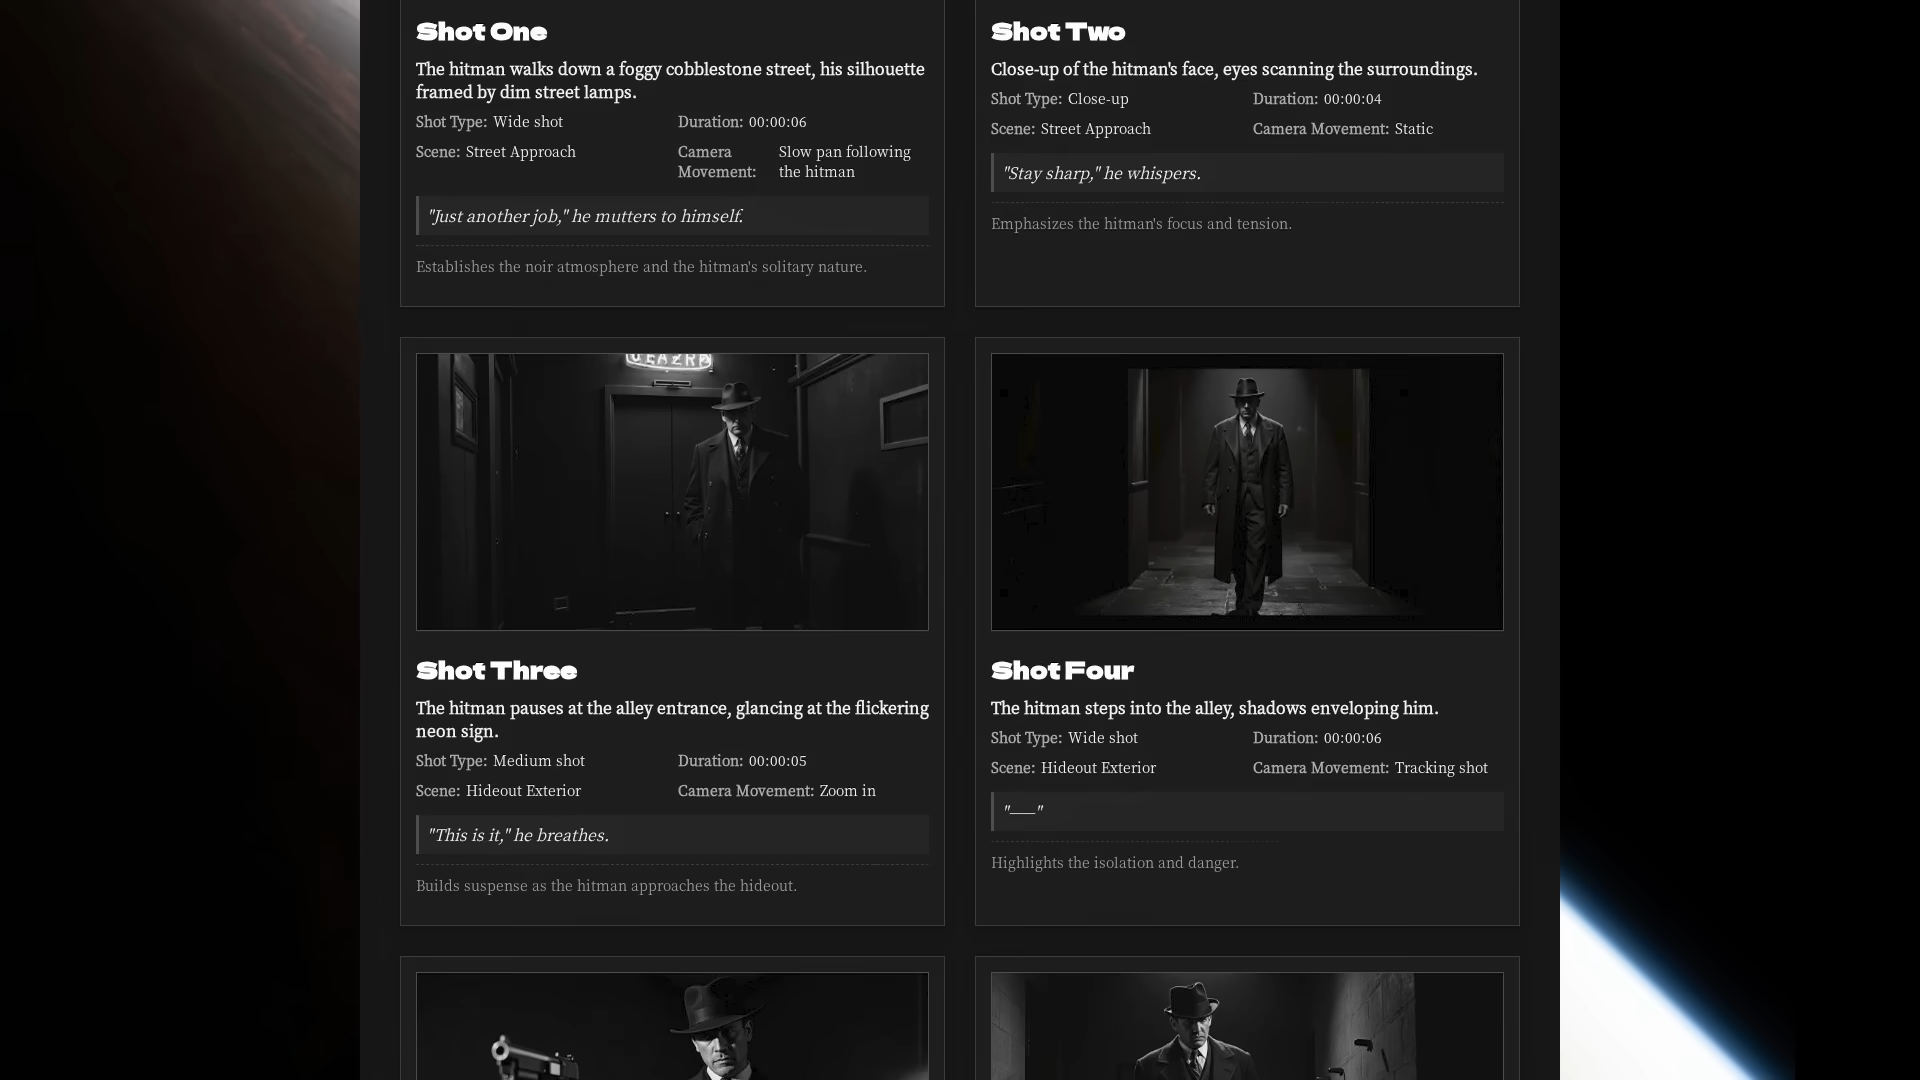 Shot One
The hitman walks down a foggy cobblestone street, his silhouette
framed by dim street lamps.
Shot Type: Wide shot
Duration: 00:00:06
Scene: Street Approach
Camera Movement: Slow pan following the hitman
"Just another job," he mutters to himself.
Establishes the noir atmosphere and the hitman's solitary nature.
Shot Two
Close-up of the hitman's face, eyes scanning the surroundings.
Shot Type: Close-up
Duration: 00:00:04
Scene: Street Approach
Camera Movement: Static
"Stay sharp," he whispers.
Emphasizes the hitman's focus and tension.
Shot Three
The hitman pauses at the alley entrance, glancing at the flickering
neon sign.
Shot Type: Medium shot
Duration: 00:00:05
Scene: Hideout Exterior
Camera Movement: Zoom in
"This is it," he breathes.
Builds suspense as the hitman approaches the hideout.
Shot Four
The hitman steps into the alley, shadows enveloping him.
Shot Type: Wide shot
Duration: 00:00:06
Scene: Hideout Exterior
Camera Movement: Tracking shot
"___"
Highlights the isolation and danger.